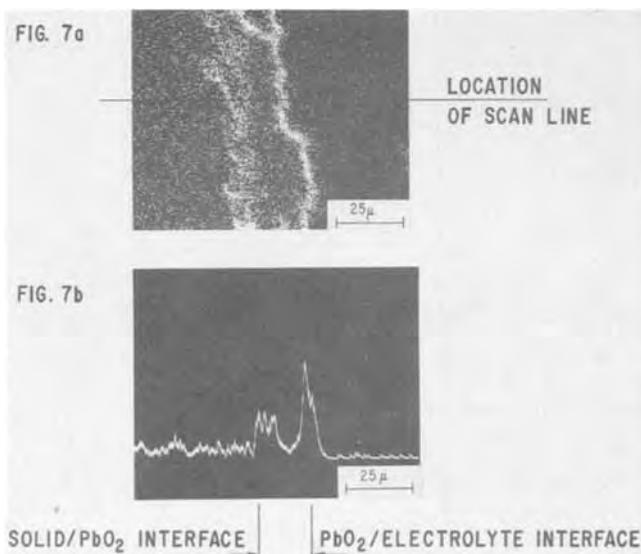 FIG. 7a
LOCATION
OF SCAN LINE
25μ
FIG. 7b
25μ
SOLID/PbO₂ INTERFACE
PbO₂/ELECTROLYTE INTERFACE